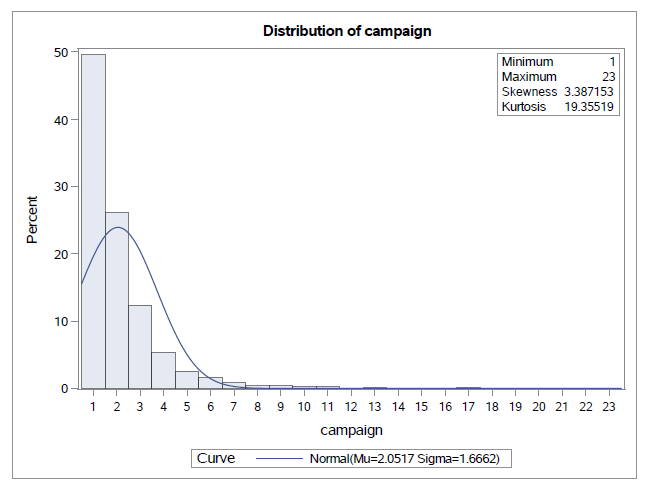 Distribution of campaign
50
40
30
20
10
0
Percent
Minimum 1
Maximum 23
Skewness 3.387153
Kurtosis 19.35519
1 2 3 4 5 6 7 8 9 10 11 12 13 14 15 16 17 18 19 20 21 22 23
campaign
Curve Normal(Mu=2.0517 Sigma=1.6662)